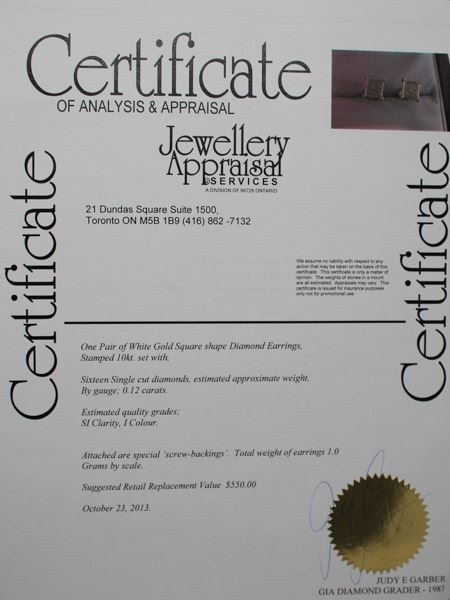 Certificate
OF ANALYSIS & APPRAISAL
Jewellery
Appraisal
SERVICES
A DIVISION OF 86728 ONTARIO
Certificate
Certificate
21 Dundas Square Suite 1500,
Toronto ON M5B 1B9 (416) 862 -7132
We assume no liability with respect to any
action that may be taken on the basis of this
certificate. This certificate is only a matter of
opinion. The weights of stones in a mount
are all estimated. Appraisals may vary. This
certificate is issued for insurance purposes
only not for promotional use.
One Pair of White Gold Square shape Diamond Earrings,
Stamped 10kt. set with,
Sixteen Single cut diamonds, estimated approximate weight,
By gauge; 0.12 carats.
Estimated quality grades;
SI Clarity, I Colour.
Attached are special 'screw-backings'. Total weight of earrings 1.0
Grams by scale.
Suggested Retail Replacement Value $550.00
October 23, 2013.
JUDY E GARBER
GIA DIAMOND GRADER - 1987